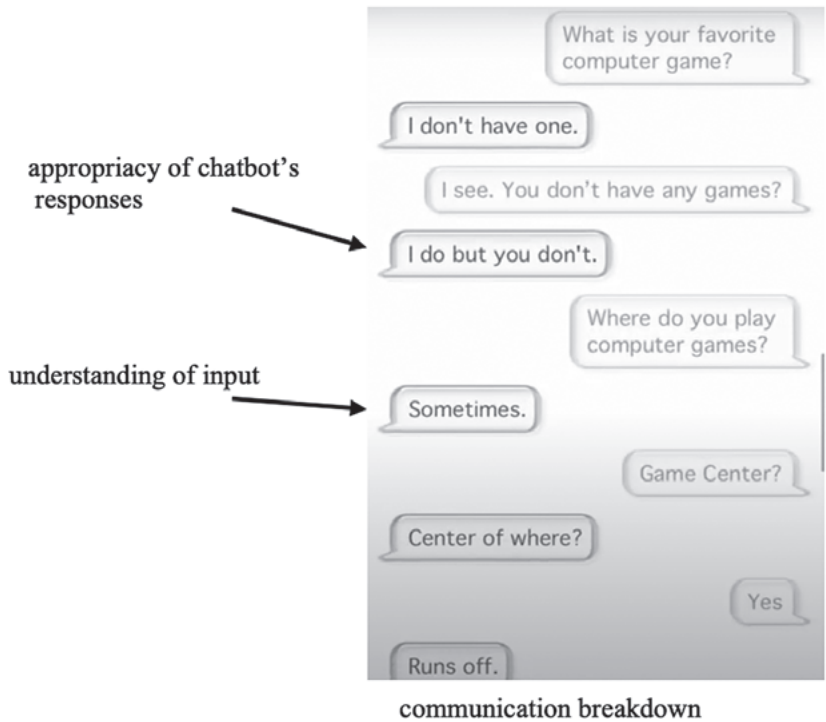 What is your favorite
computer game?
I don't have one.
appropriacy of chatbot's
responses
I see. You don't have any games?
I do but you don't.
Where do you play
computer games?
understanding of input
Sometimes.
Game Center?
Center of where?
Yes
Runs off.
communication breakdown